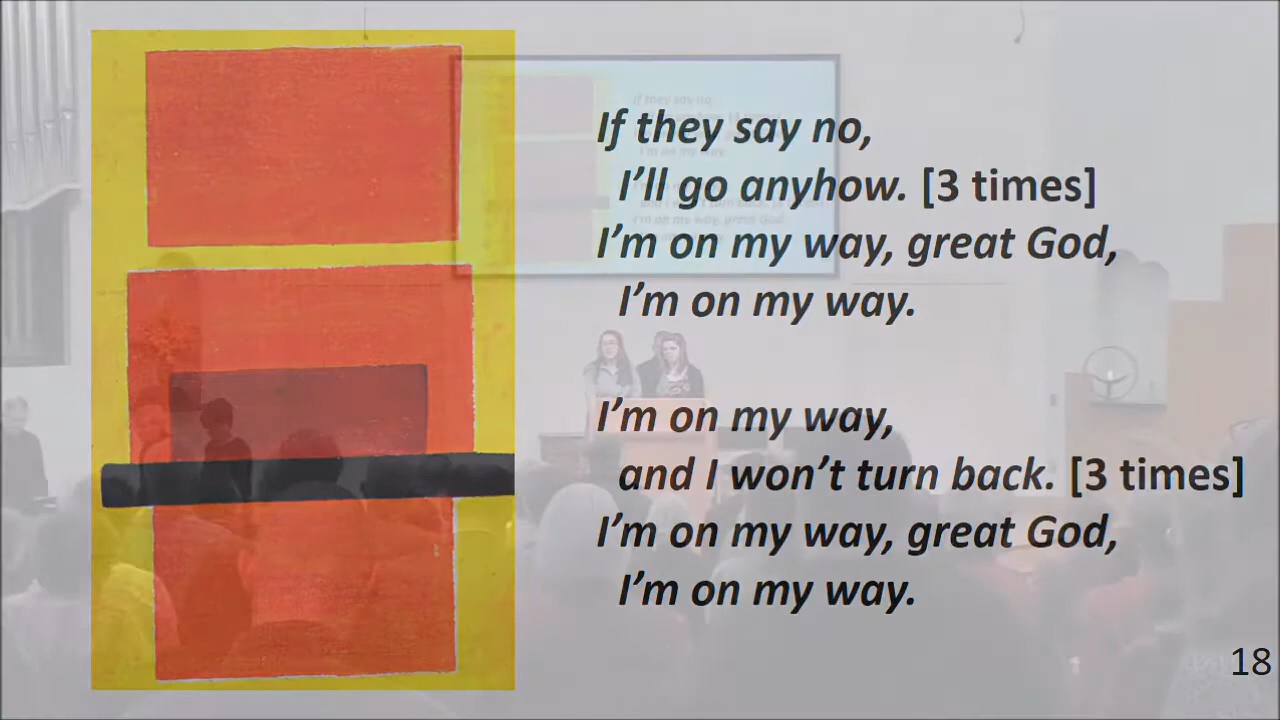 If they say no,
I'll go anyhow. [3 times]
I'm on my way, great God,
I'm on my way.
I'm on my way,
and I won't turn back. [3 times]
I'm on my way, great God,
I'm on my way.
18